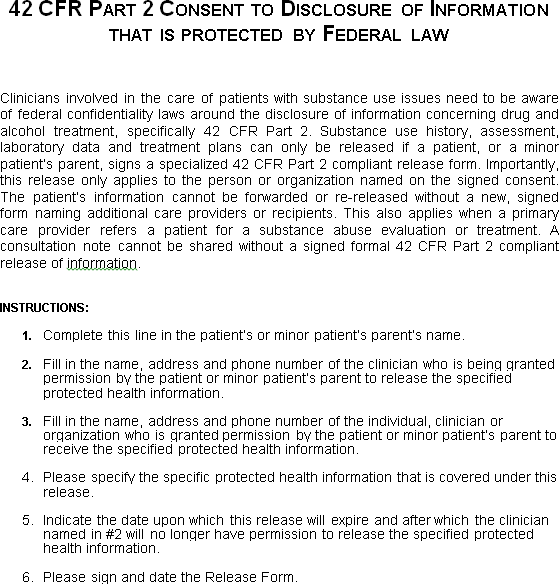 42 CFR Part 2 Consent to Disclosure of Information
that is protected by Federal law
Clinicians involved in the care of patients with substance use issues need to be aware
of federal confidentiality laws around the disclosure of information concerning drug and
alcohol treatment, specifically 42 CFR Part 2. Substance use history, assessment,
laboratory data and treatment plans can only be released if a patient, or a minor
patient's parent, signs a specialized 42 CFR Part 2 compliant release form. Importantly,
this release only applies to the person or organization named on the signed consent.
The patient's information cannot be forwarded or re-released without a new, signed
form naming additional care providers or recipients. This also applies when a primary
care provider refers a patient for a substance abuse evaluation or treatment. A
consultation note cannot be shared without a signed formal 42 CFR Part 2 compliant
release of information.
INSTRUCTIONS:
1. Complete this line in the patient's or minor patient's parent's name.
2. Fill in the name, address and phone number of the clinician who is being granted
permission by the patient or minor patient's parent to release the specified
protected health information.
3. Fill in the name, address and phone number of the individual, clinician or
organization who is granted permission by the patient or minor patient's parent to
receive the specified protected health information.
4. Please specify the specific protected health information that is covered under this
release.
5. Indicate the date upon which this release will expire and after which the clinician
named in #2 will no longer have permission to release the specified protected
health information.
6. Please sign and date the Release Form.